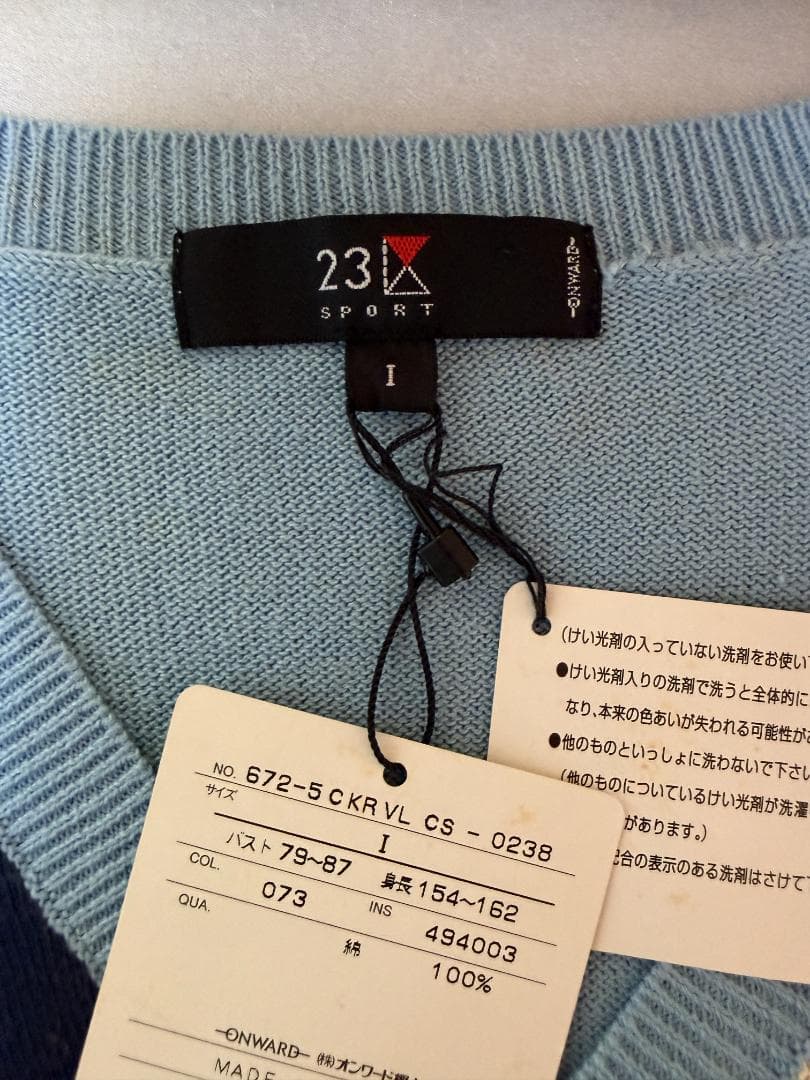 23区
SPORT
ONWARD
I
(けい光剤の入っていない洗剤をお使い
●けい光剤入りの洗剤で洗うと全体的に
なり、本来の色あいが失われる可能性が
●他のものといっしょに洗わないで下さい
(他のものについているけい光剤が洗濯
があります。)
配合の表示のある洗剤はさけて
NO. 672-5 CKRVL CS - 0238
サイズ I
バスト 79~87 身長 154~162
COL. 073 INS 494003
QUA. 綿 100%
ONWARD (株)オンワード
MADE